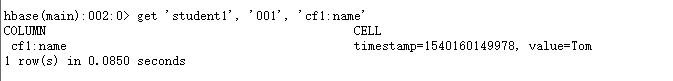 hbase(main):002:0> get 'student1', '001', 'cf1:name'
COLUMN CELL
cf1:name timestamp=1540160149978, value=Tom
1 row(s) in 0.0850 seconds